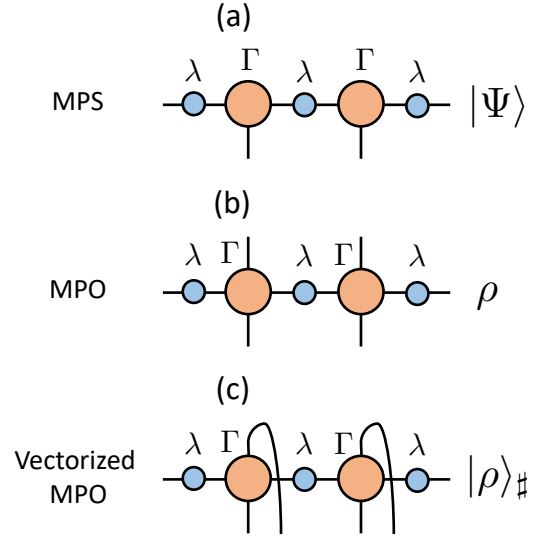 (a)
λ Γ λ Γ λ
MPS |Ψ⟩
(b)
λ Γ λ Γ λ
MPO ρ
(c)
λ Γ λ Γ λ
Vectorized
MPO |ρ⟩♯